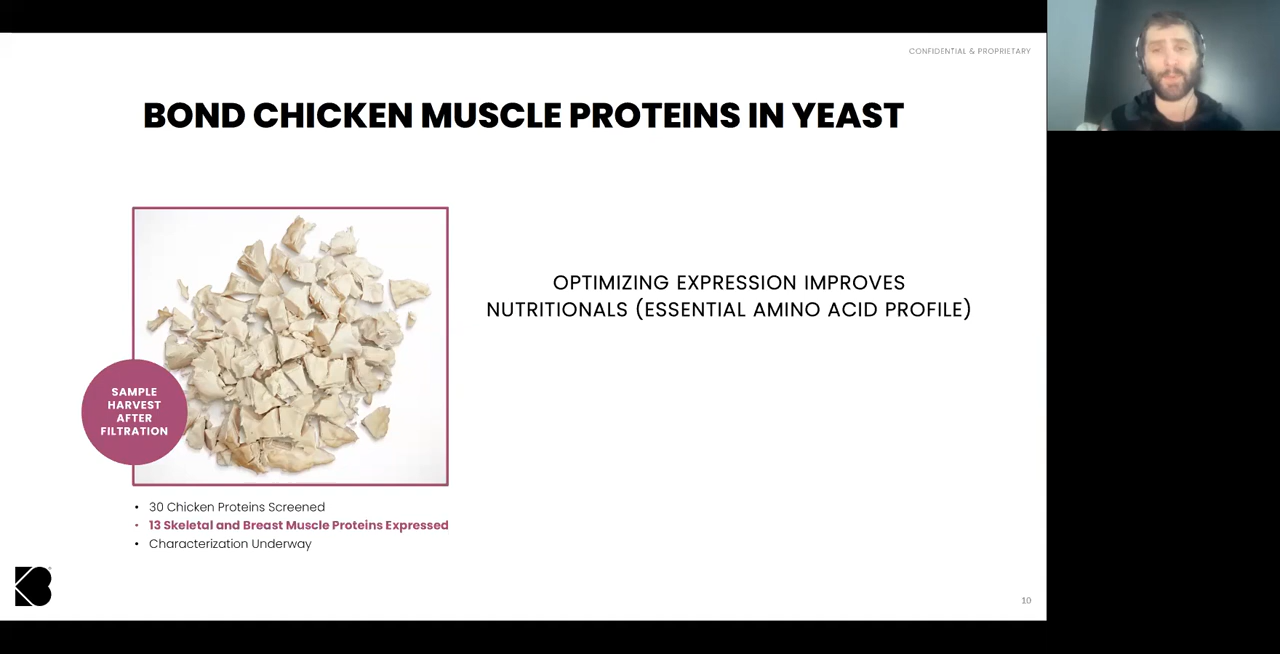 CONFIDENTIAL & PROPRIETARY
BOND CHICKEN MUSCLE PROTEINS IN YEAST
OPTIMIZING EXPRESSION IMPROVES
NUTRITIONALS (ESSENTIAL AMINO ACID PROFILE)
SAMPLE
HARVEST
AFTER
FILTRATION
• 30 Chicken Proteins Screened
• 13 Skeletal and Breast Muscle Proteins Expressed
• Characterization Underway
10